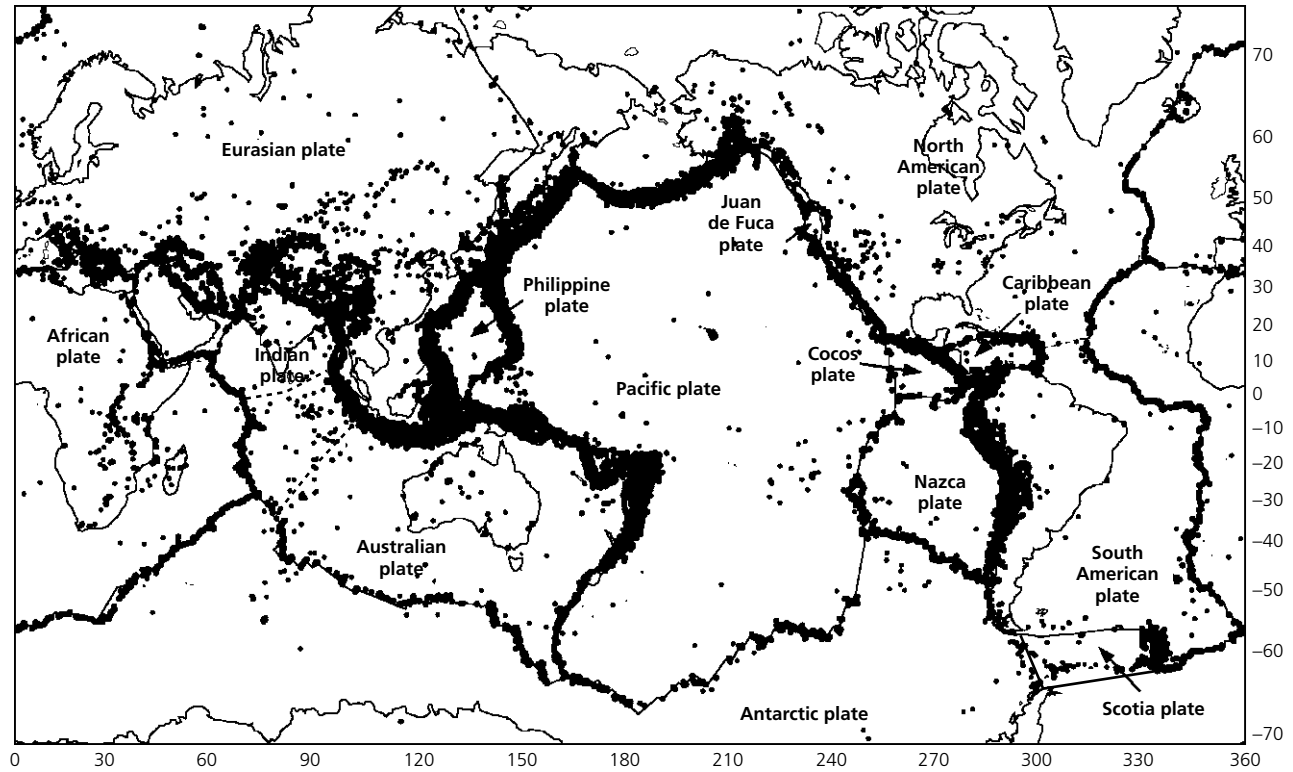 Eurasian plate
North
American
plate
Juan
de Fuca
plate
Philippine
plate
Caribbean
plate
African
plate
Indian
plate
Cocos
plate
Pacific plate
Nazca
plate
Australian
plate
South
American
plate
Antarctic plate
Scotia plate
70
60
50
40
30
20
10
0
–10
–20
–30
–40
–50
–60
–70
0 30 60 90 120 150 180 210 240 270 300 330 360